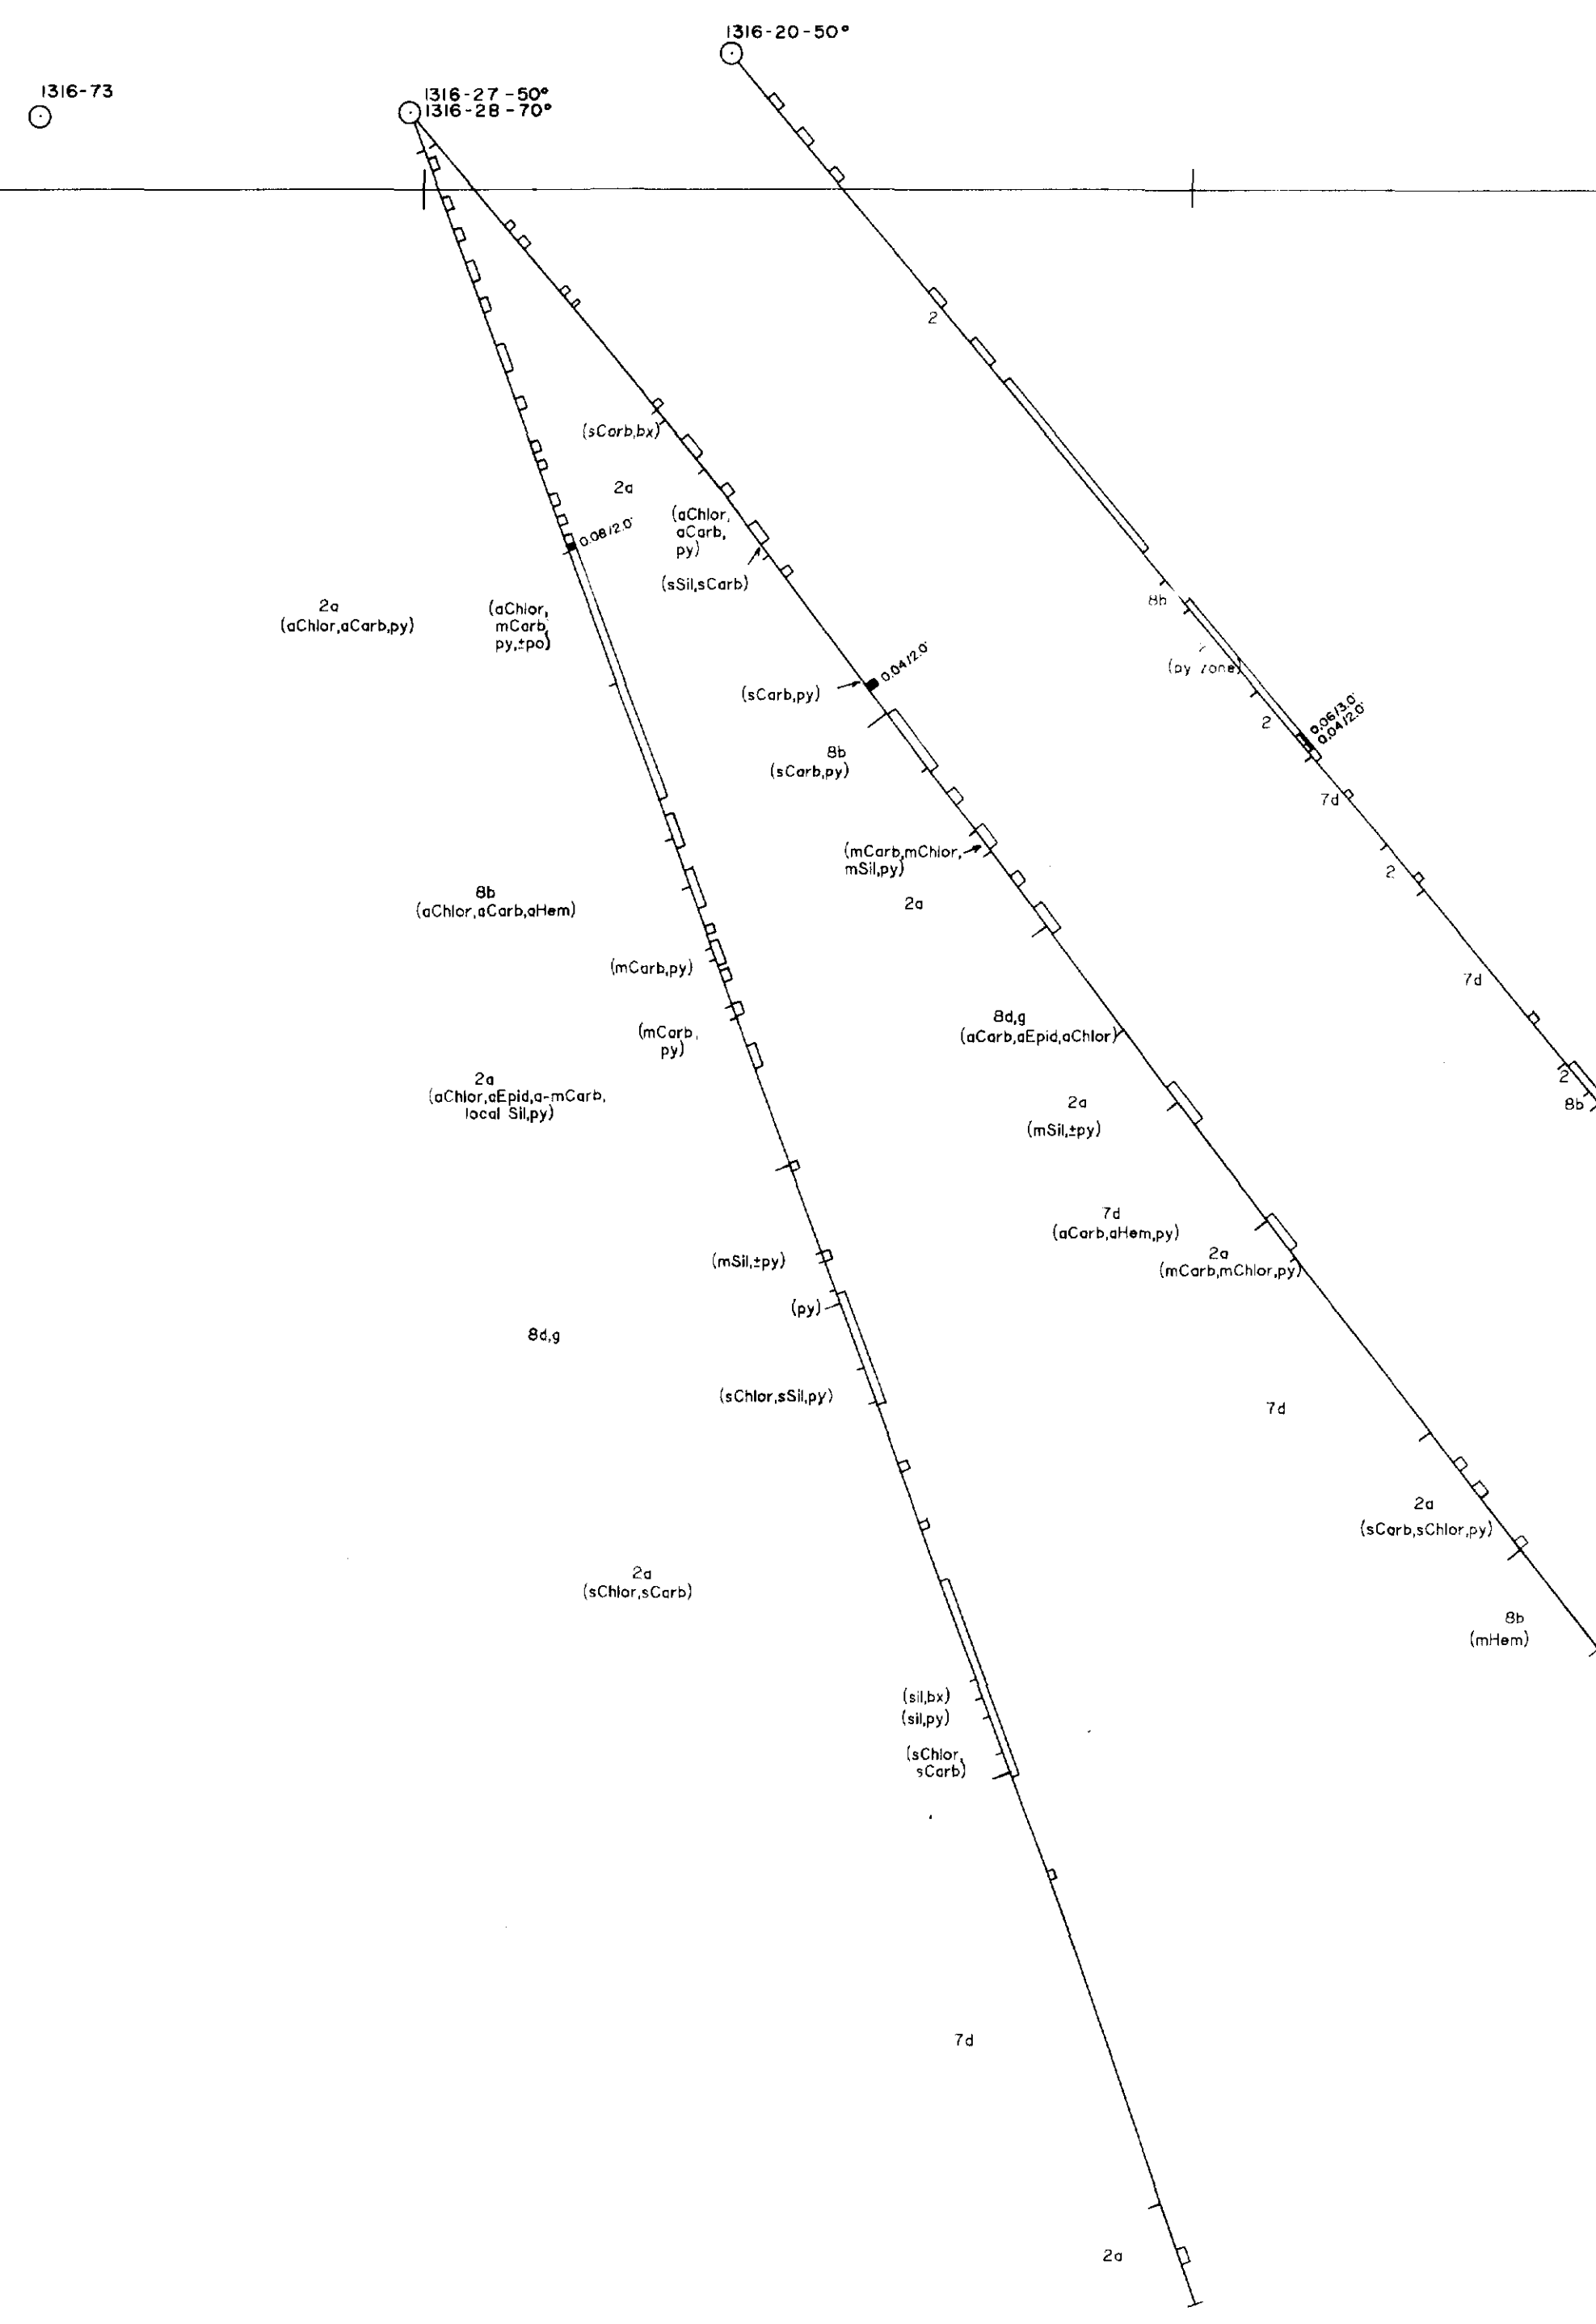 1316-20-50°
1316-73
1316-27-50°
1316-28-70°
2
(sCarb,bx)
2a
(aChlor,
aCarb,
py)
0.08/2.0'
(sSil,sCarb)
8b
2a
(aChlor,aCarb,py)
(aChlor,
mCarb
py,±po)
(py zone)
0.04/2.0'
(sCarb,py)
2
0.06/3.0'
0.04/2.0'
8b
(sCarb,py)
7d
(mCarb,mChlor,
mSil,py)
2
8b
(aChlor,aCarb,aHem)
2a
(mCarb,py)
7d
8d,g
(aCarb,aEpid,aChlor)
(mCarb,
py)
2a
(aChlor,aEpid,a-mCarb,
local Sil,py)
2
8b
2a
(mSil,±py)
7d
(aCarb,aHem,py)
2a
(mCarb,mChlor,py)
(mSil,±py)
(py)
8d,g
(sChlor,sSil,py)
7d
2a
(sCarb,sChlor,py)
2a
(sChlor,sCarb)
8b
(mHem)
(sil,bx)
(sil,py)
(sChlor,
sCarb)
7d
2a